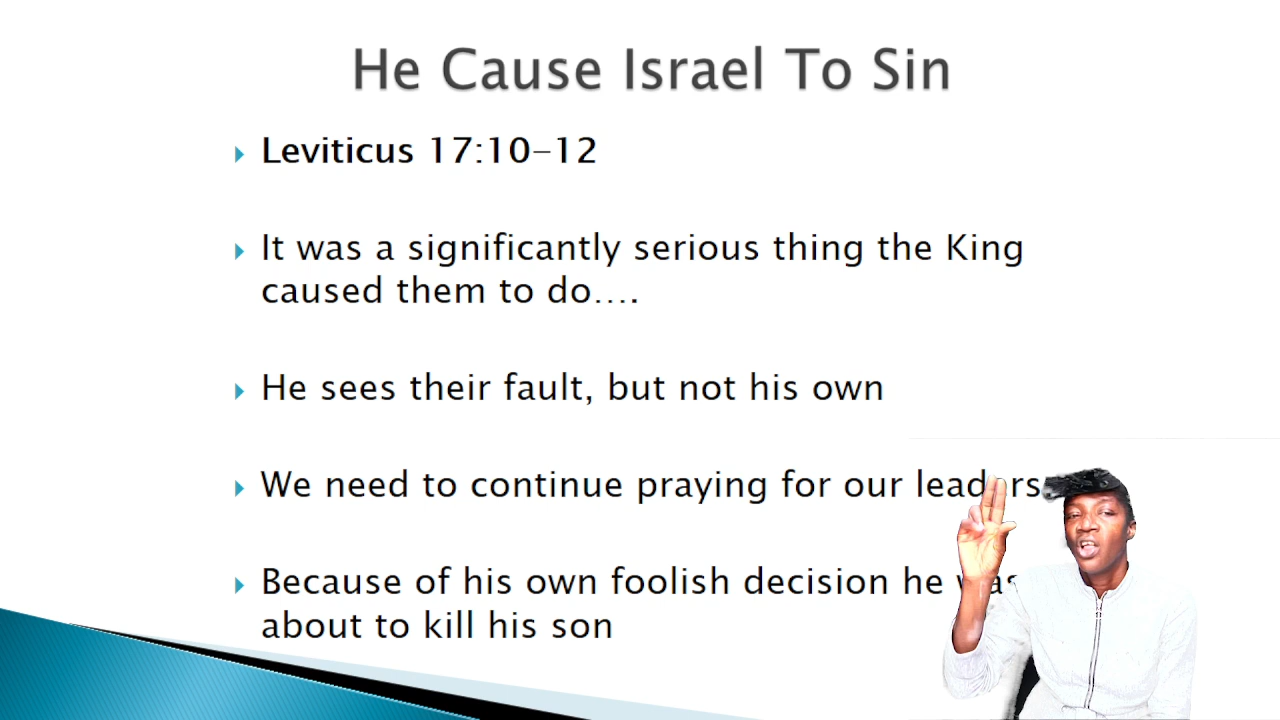 He Cause Israel To Sin
Leviticus 17:10-12
It was a significantly serious thing the King
caused them to do….
He sees their fault, but not his own
We need to continue praying for our leaders
Because of his own foolish decision he was
about to kill his son